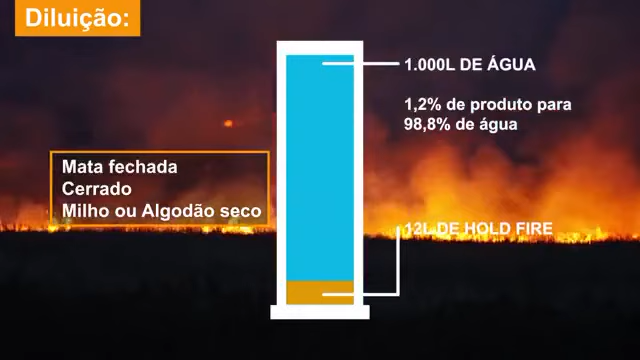 Diluição:
1.000L DE ÁGUA
1,2% de produto para
98,8% de água
Mata fechada
Cerrado
Milho ou Algodão seco
12L DE HOLD FIRE